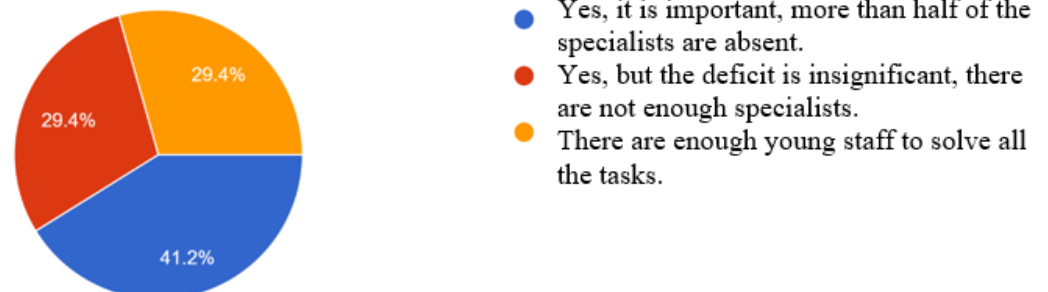 29.4%
29.4%
41.2%
Yes, it is important, more than half of the
specialists are absent.
Yes, but the deficit is insignificant, there
are not enough specialists.
There are enough young staff to solve all
the tasks.